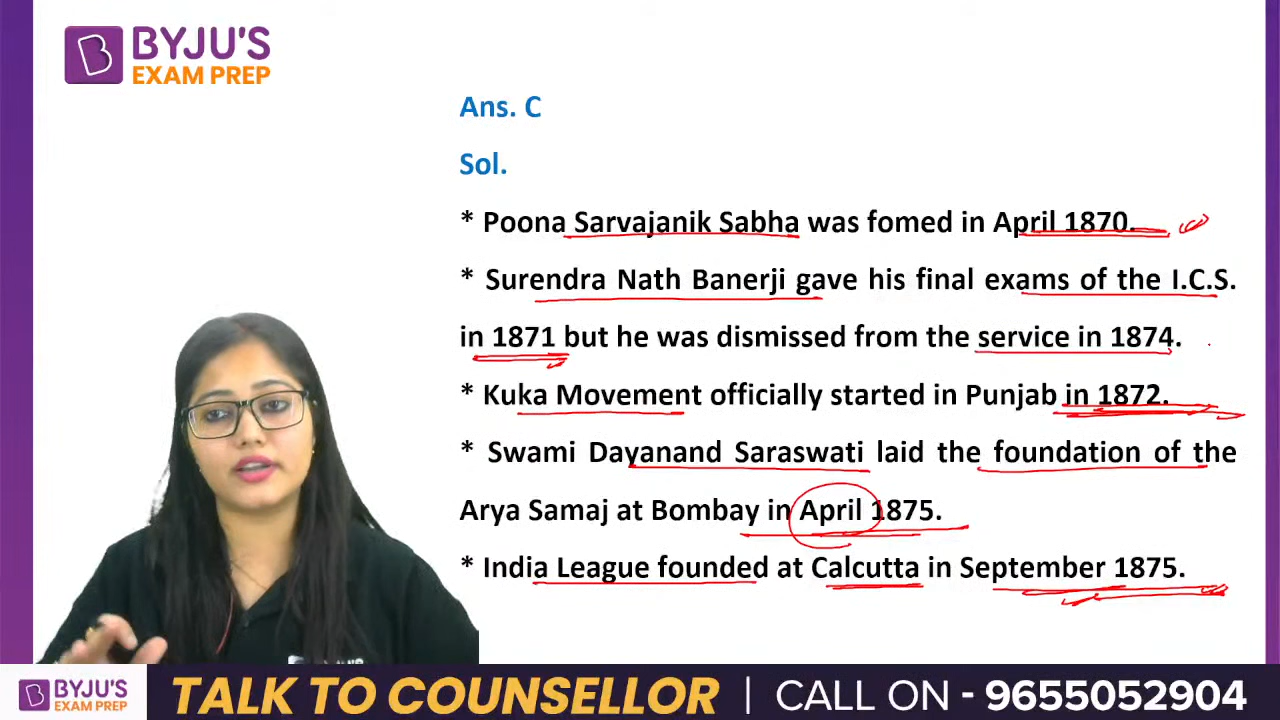 BYJU'S
EXAM PREP
Ans. C
Sol.
* Poona Sarvajanik Sabha was fomed in April 1870.
* Surendra Nath Banerji gave his final exams of the I.C.S.
in 1871 but he was dismissed from the service in 1874.
* Kuka Movement officially started in Punjab in 1872.
* Swami Dayanand Saraswati laid the foundation of the
Arya Samaj at Bombay in April 1875.
* India League founded at Calcutta in September 1875.
BYJU'S
EXAM PREP
TALK TO COUNSELLOR | CALL ON - 9655052904